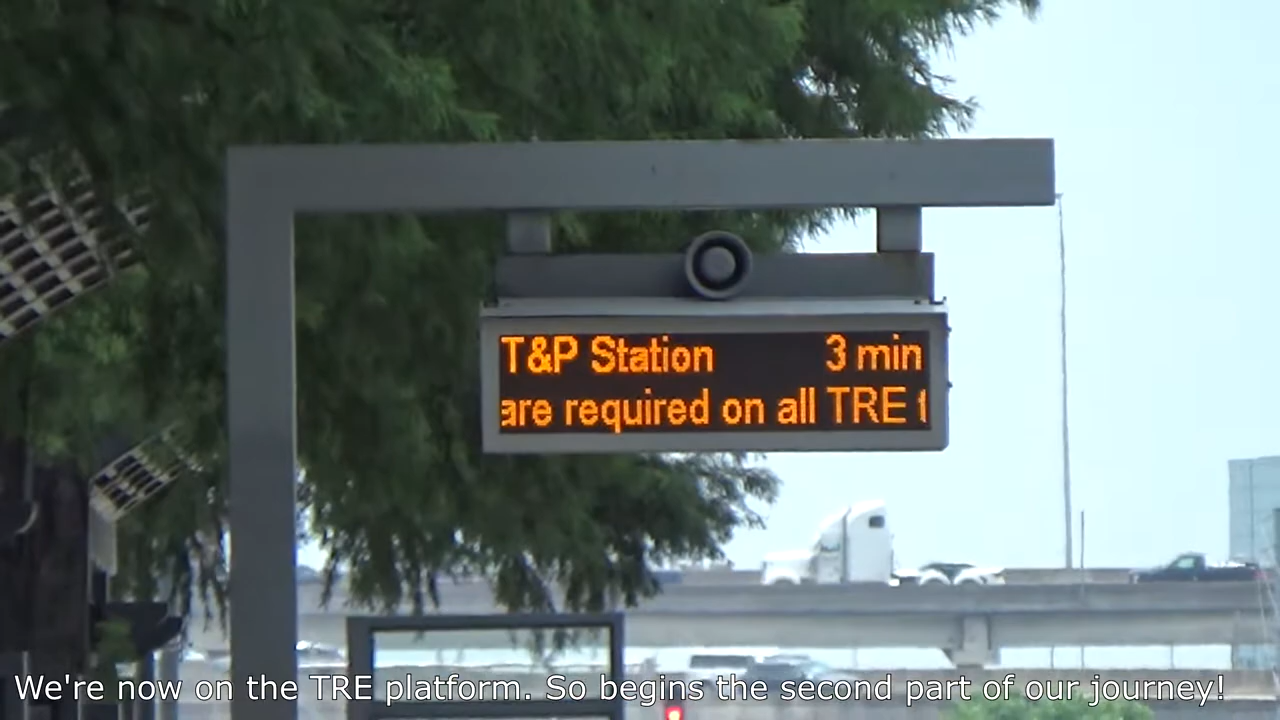 T&P Station 3 min
are required on all TRE t
We're now on the TRE platform. So begins the second part of our journey!